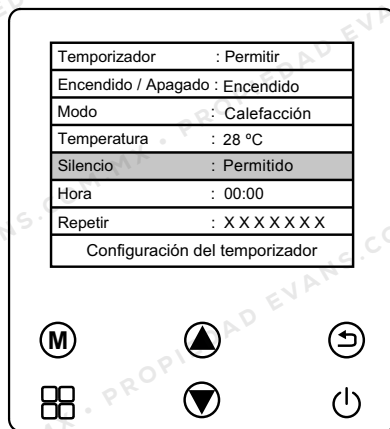 Temporizador : Permitir
Encendido / Apagado : Encendido
Modo : Calefacción
Temperatura : 28 ºC
Silencio : Permitido
Hora : 00:00
Repetir : X X X X X X X
Configuración del temporizador
M